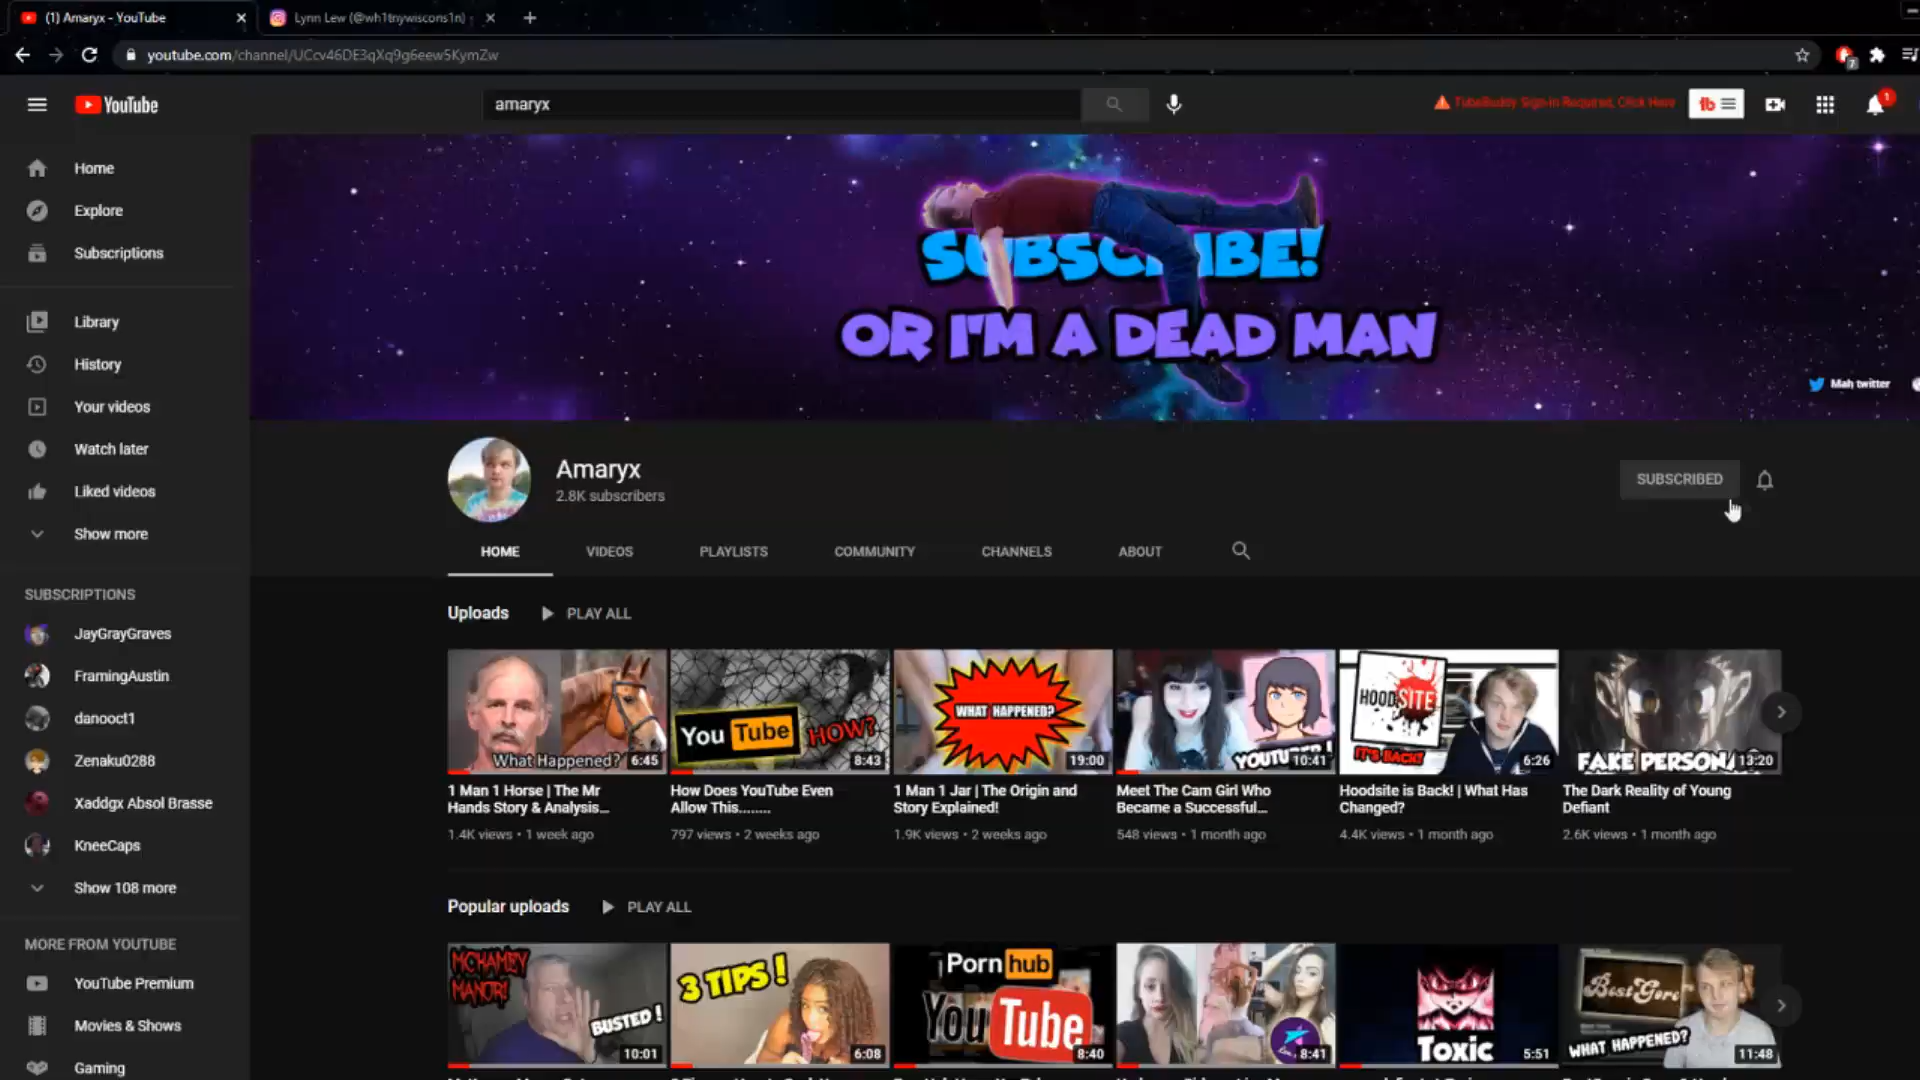 (1) Amaryx - YouTube
Lynn Lew (@wh1tnywiscons1n)
youtube.com/channel/UCcv46DE3qXq9g6eew5KymZw
7
YouTube
amaryx
TubeBuddy Sign-in Required, Click Here
tb
1
Home
Explore
Subscriptions
Library
History
Your videos
Watch later
Liked videos
Show more
SUBSCRIPTIONS
JayGrayGraves
FramingAustin
danooct1
Zenaku0288
Xaddgx Absol Brasse
KneeCaps
Show 108 more
MORE FROM YOUTUBE
YouTube Premium
Movies & Shows
Gaming
SUBSCRIBE!
OR I'M A DEAD MAN
Mah twitter
Amaryx
2.8K subscribers
SUBSCRIBED
HOME VIDEOS PLAYLISTS COMMUNITY CHANNELS ABOUT
Uploads PLAY ALL
What Happened? 6:45
1 Man 1 Horse | The Mr
Hands Story & Analysis...
1.4K views • 1 week ago
YouTube HOW?
8:43
How Does YouTube Even
Allow This........
797 views • 2 weeks ago
WHAT HAPPENED?
19:00
1 Man 1 Jar | The Origin and
Story Explained!
1.9K views • 2 weeks ago
10:41
Meet The Cam Girl Who
Became a Successful...
548 views • 1 month ago
HOODSITE
IT'S BACK!
6:26
Hoodsite is Back! | What Has
Changed?
4.4K views • 1 month ago
FAKE PERSONA
13:20
The Dark Reality of Young
Defiant
2.6K views • 1 month ago
Popular uploads PLAY ALL
MCHAMEY
MANOR!
BUSTED!
10:01
3 TIPS!
6:08
Porn hub
YouTube
8:40
8:41
TOXIC
5:51
BestGore
WHAT HAPPENED?
11:48